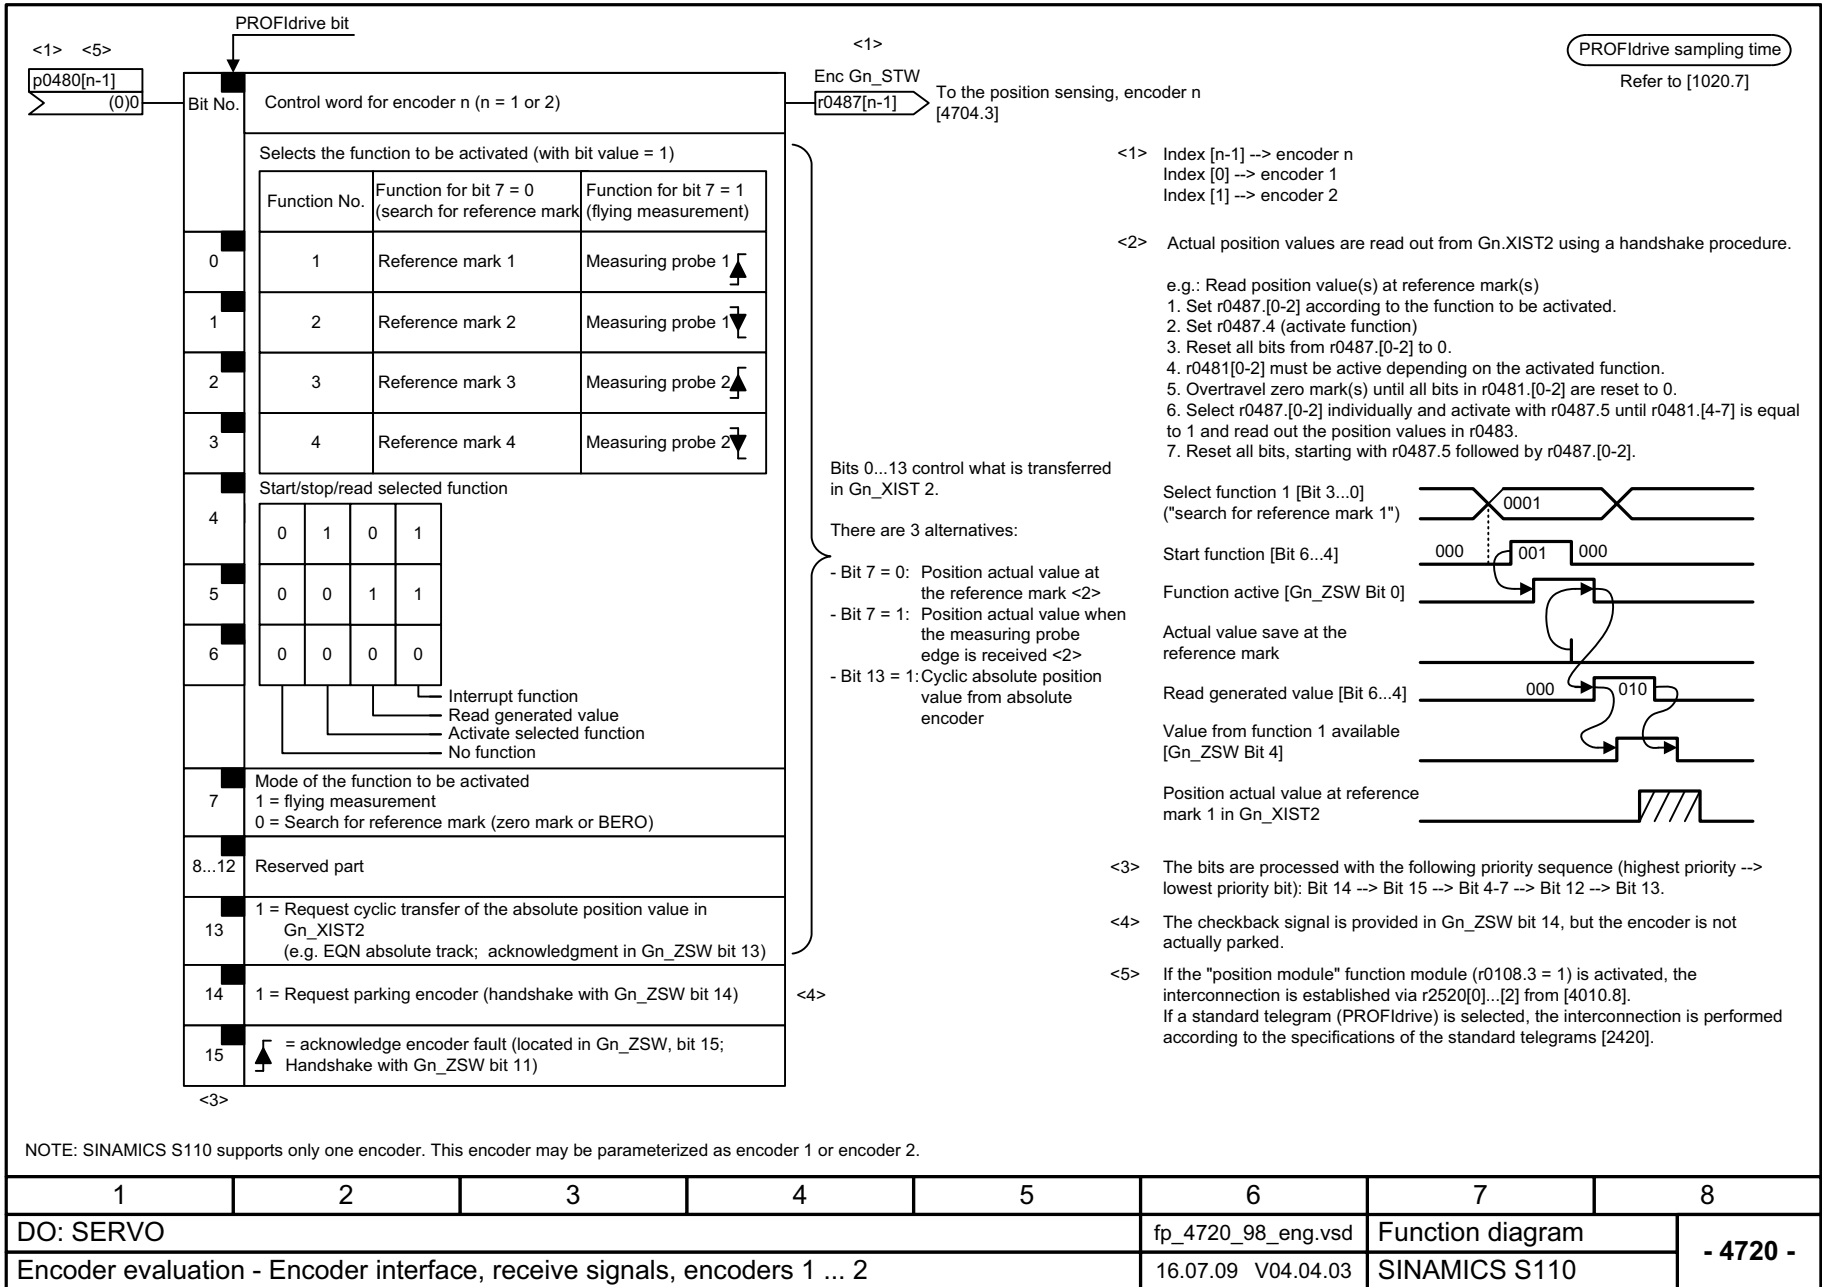 PROFIdrive bit
<1> <5>
p0480[n-1]
(0)0
Bit No.
Control word for encoder n (n = 1 or 2)
<1>
Enc Gn_STW
r0487[n-1]
To the position sensing, encoder n
[4704.3]
PROFIdrive sampling time
Refer to [1020.7]
Selects the function to be activated (with bit value = 1)
Function No.
Function for bit 7 = 0
(search for reference mark
Function for bit 7 = 1
(flying measurement)
0
1
Reference mark 1
Measuring probe 1
1
2
Reference mark 2
Measuring probe 1
2
3
Reference mark 3
Measuring probe 2
3
4
Reference mark 4
Measuring probe 2
Start/stop/read selected function
4
0 1 0 1
5
0 0 1 1
6
0 0 0 0
Interrupt function
Read generated value
Activate selected function
No function
7
Mode of the function to be activated
1 = flying measurement
0 = Search for reference mark (zero mark or BERO)
8...12
Reserved part
13
1 = Request cyclic transfer of the absolute position value in
Gn_XIST2
(e.g. EQN absolute track; acknowledgment in Gn_ZSW bit 13)
14
1 = Request parking encoder (handshake with Gn_ZSW bit 14)
<4>
15
= acknowledge encoder fault (located in Gn_ZSW, bit 15;
Handshake with Gn_ZSW bit 11)
<3>
Bits 0...13 control what is transferred
in Gn_XIST 2.
There are 3 alternatives:
- Bit 7 = 0: Position actual value at
the reference mark <2>
- Bit 7 = 1: Position actual value when
the measuring probe
edge is received <2>
- Bit 13 = 1: Cyclic absolute position
value from absolute
encoder
<1> Index [n-1] --> encoder n
Index [0] --> encoder 1
Index [1] --> encoder 2
<2> Actual position values are read out from Gn.XIST2 using a handshake procedure.
e.g.: Read position value(s) at reference mark(s)
1. Set r0487.[0-2] according to the function to be activated.
2. Set r0487.4 (activate function)
3. Reset all bits from r0487.[0-2] to 0.
4. r0481[0-2] must be active depending on the activated function.
5. Overtravel zero mark(s) until all bits in r0481.[0-2] are reset to 0.
6. Select r0487.[0-2] individually and activate with r0487.5 until r0481.[4-7] is equal
to 1 and read out the position values in r0483.
7. Reset all bits, starting with r0487.5 followed by r0487.[0-2].
Select function 1 [Bit 3...0]
("search for reference mark 1")
0001
Start function [Bit 6...4]
000 001 000
Function active [Gn_ZSW Bit 0]
Actual value save at the
reference mark
Read generated value [Bit 6...4]
000 010
Value from function 1 available
[Gn_ZSW Bit 4]
Position actual value at reference
mark 1 in Gn_XIST2
<3> The bits are processed with the following priority sequence (highest priority -->
lowest priority bit): Bit 14 --> Bit 15 --> Bit 4-7 --> Bit 12 --> Bit 13.
<4> The checkback signal is provided in Gn_ZSW bit 14, but the encoder is not
actually parked.
<5> If the "position module" function module (r0108.3 = 1) is activated, the
interconnection is established via r2520[0]...[2] from [4010.8].
If a standard telegram (PROFIdrive) is selected, the interconnection is performed
according to the specifications of the standard telegrams [2420].
NOTE: SINAMICS S110 supports only one encoder. This encoder may be parameterized as encoder 1 or encoder 2.
1 2 3 4 5 6 7 8
DO: SERVO
fp_4720_98_eng.vsd
Function diagram
- 4720 -
Encoder evaluation - Encoder interface, receive signals, encoders 1 ... 2
16.07.09 V04.04.03
SINAMICS S110